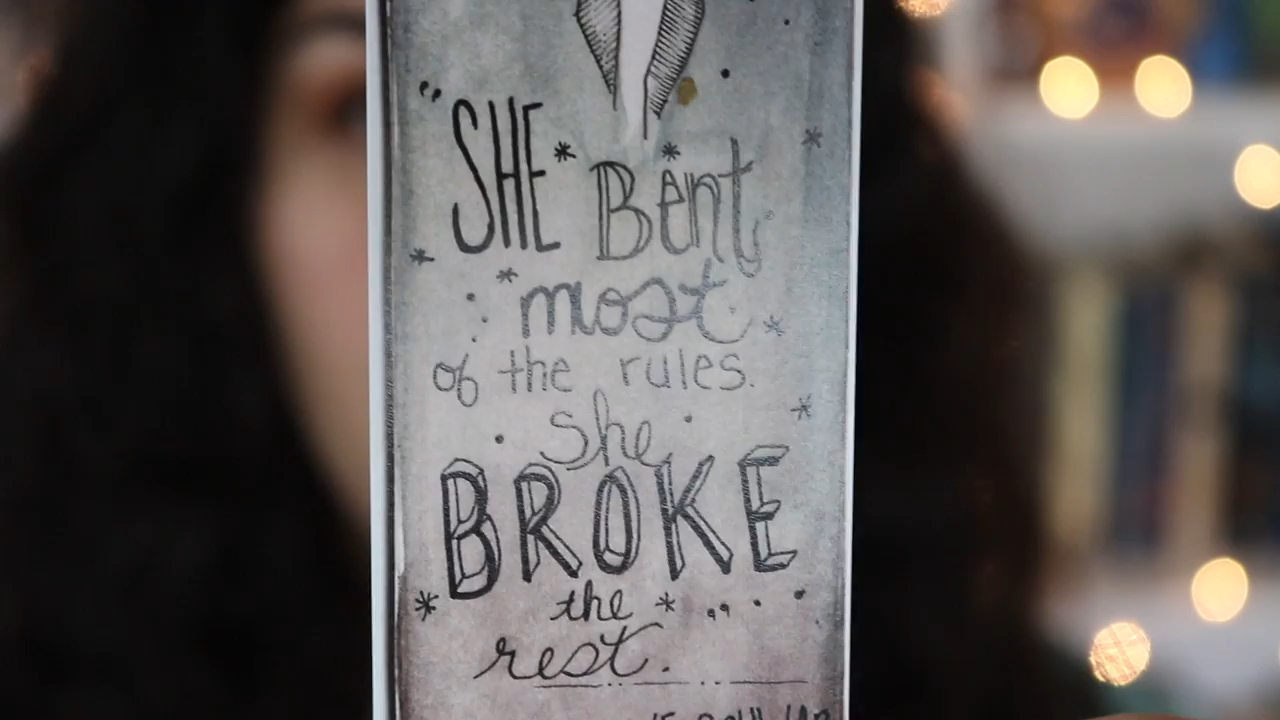 "SHE Bent
most
of the rules.
she
BROKE
the
rest.